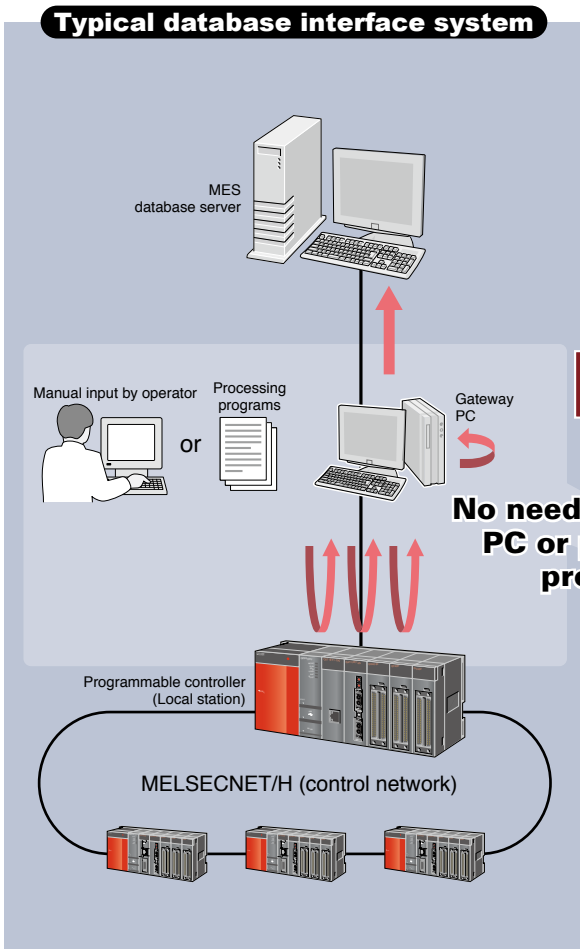 Typical database interface system
MES
database server
Manual input by operator
or
Processing
programs
Gateway
PC
No need
PC or
Programmable controller
(Local station)
MELSECNET/H (control network)